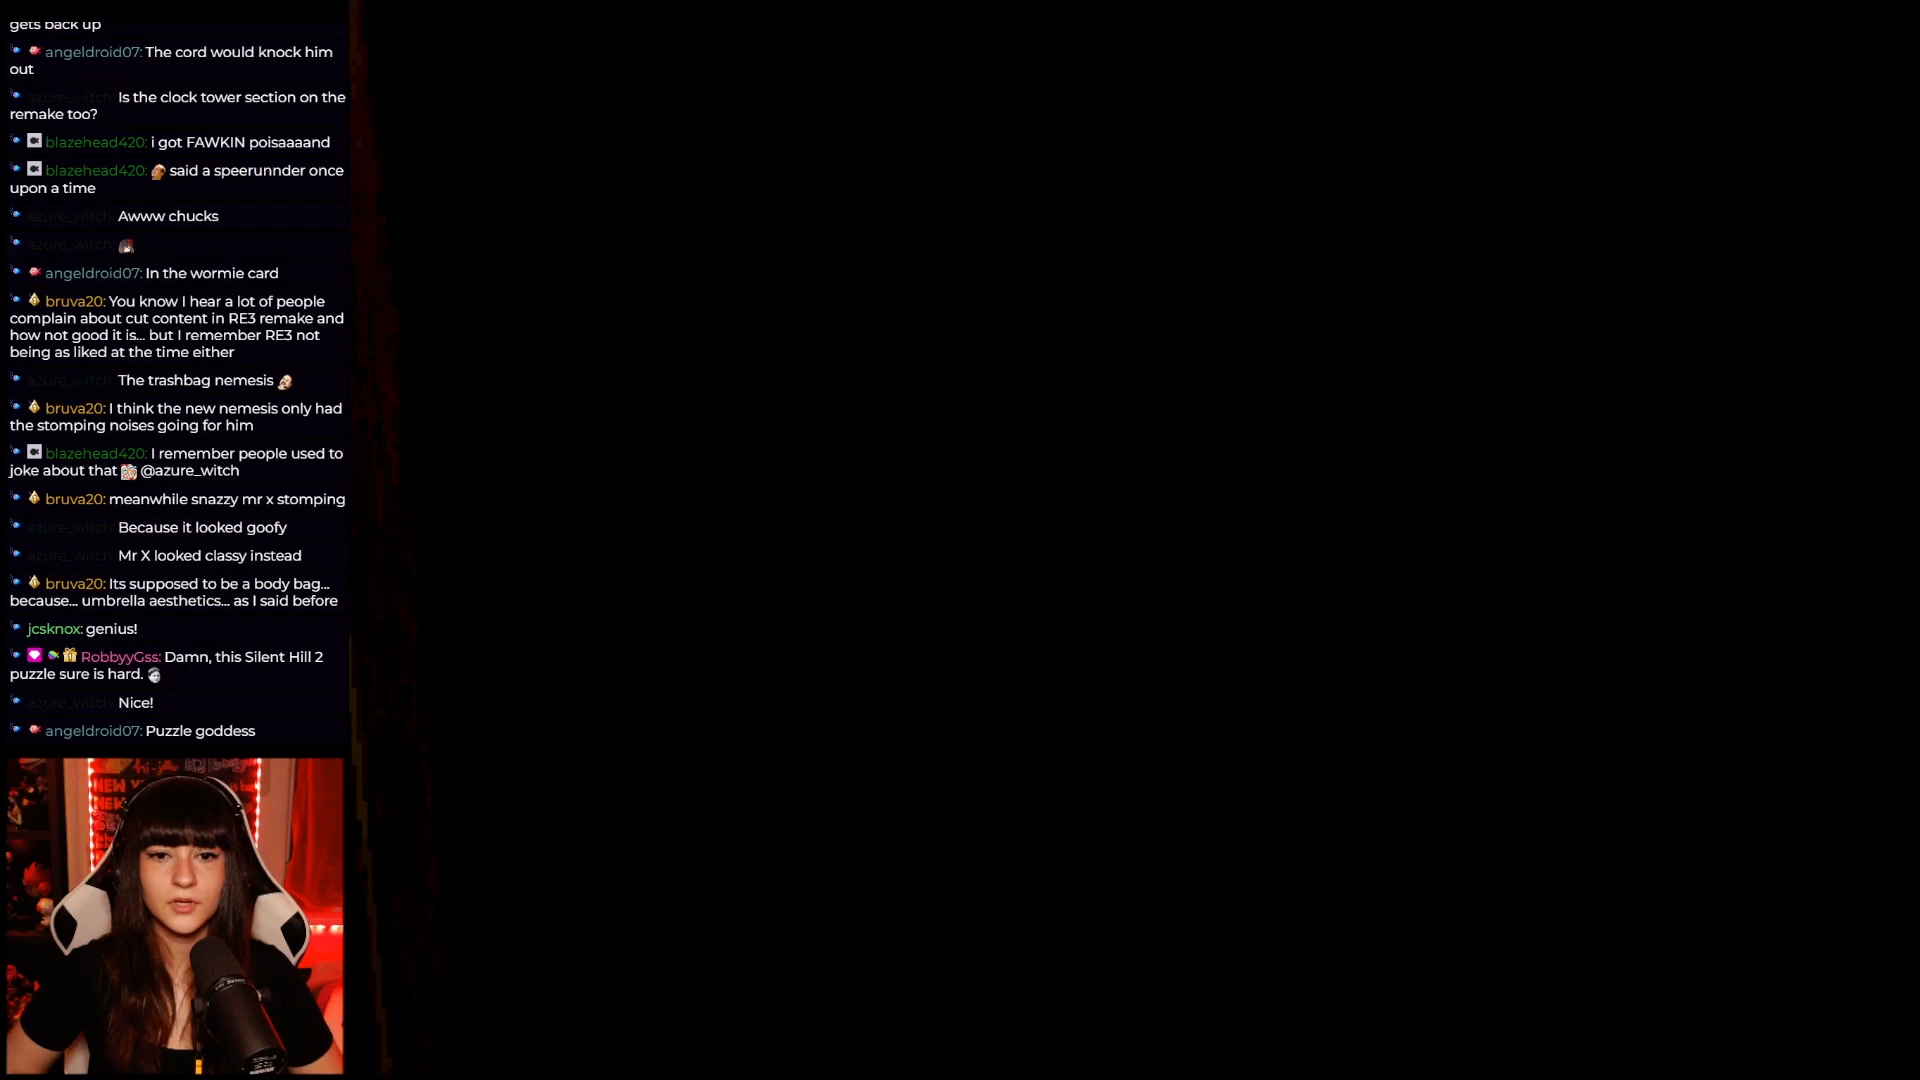 gets back up
angeldroid07: The cord would knock him
out
azure_witch: Is the clock tower section on the
remake too?
blazehead420: i got FAWKIN poisaaaand
blazehead420: said a speerunnder once
upon a time
azure_witch: Awww chucks
azure_witch:
angeldroid07: In the wormie card
bruva20: You know I hear a lot of people
complain about cut content in RE3 remake and
how not good it is... but I remember RE3 not
being as liked at the time either
azure_witch: The trashbag nemesis
bruva20: I think the new nemesis only had
the stomping noises going for him
blazehead420: I remember people used to
joke about that @azure_witch
bruva20: meanwhile snazzy mr x stomping
azure_witch: Because it looked goofy
azure_witch: Mr X looked classy instead
bruva20: Its supposed to be a body bag...
because... umbrella aesthetics... as I said before
jcsknox: genius!
RobbyyGss: Damn, this Silent Hill 2
puzzle sure is hard.
azure_witch: Nice!
angeldroid07: Puzzle goddess